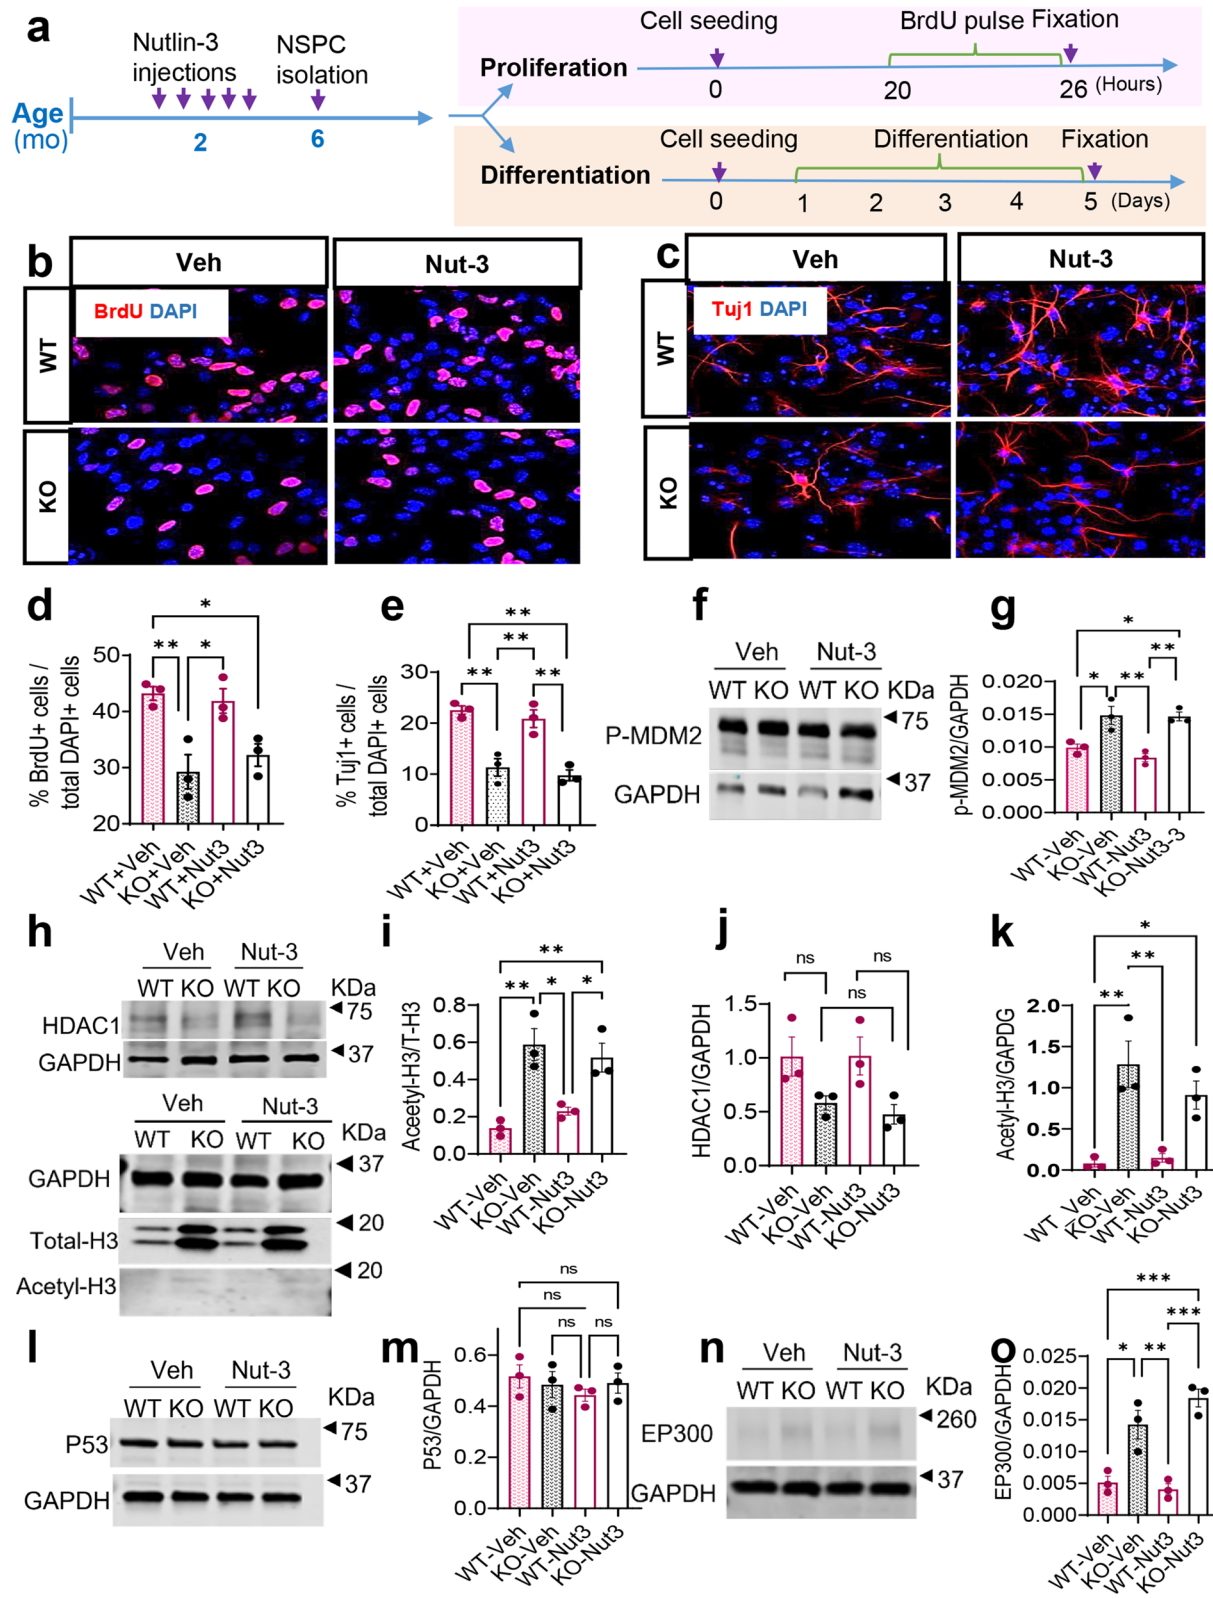 a
Nutlin-3
injections
NSPC
isolation
Age
(mo)
2
6
Cell seeding
BrdU pulse
Fixation
Proliferation
0
20
26
(Hours)
Cell seeding
Differentiation
Fixation
Differentiation
0
1
2
3
4
5
(Days)
b
Veh
Nut-3
WT
KO
BrdU DAPI
c
Veh
Nut-3
WT
KO
Tuj1 DAPI
d
*
** *
% BrdU+ cells /
total DAPI+ cells
50
40
30
20
WT+Veh
KO+Veh
WT+Nut3
KO+Nut3
e
**
**
** **
% Tuj1+ cells /
total DAPI+ cells
30
20
10
0
WT+Veh
KO+Veh
WT+Nut3
KO+Nut3
f
Veh Nut-3
WT KO WT KO KDa
P-MDM2
75
GAPDH
37
g
*
**
* **
p-MDM2/GAPDH
0.020
0.015
0.010
0.005
0.000
WT-Veh
KO-Veh
WT-Nut3
KO-Nut3-3
h
Veh Nut-3
WT KO WT KO KDa
75
HDAC1
37
GAPDH
Veh Nut-3
WT KO WT KO KDa
37
GAPDH
20
Total-H3
20
Acetyl-H3
i
**
** * *
Aceetyl-H3/T-H3
0.8
0.6
0.4
0.2
0.0
WT-Veh
KO-Veh
WT-Nut3
KO-Nut3
j
ns
ns
ns
HDAC1/GAPDH
1.5
1.0
0.5
0.0
WT-Veh
KO-Veh
WT-Nut3
KO-Nut3
k
*
**
**
Acetyl-H3/GAPDG
2.0
1.5
1.0
0.5
0.0
WT-Veh
KO-Veh
WT-Nut3
KO-Nut3
l
Veh Nut-3
WT KO WT KO
KDa
75
P53
37
GAPDH
m
ns
ns
ns ns
P53/GAPDH
0.6
0.4
0.2
0.0
WT-Veh
KO-Veh
WT-Nut3
KO-Nut3
n
Veh Nut-3
WT KO WT KO KDa
260
EP300
37
GAPDH
o
***
***
* **
EP300/GAPDH
0.025
0.020
0.015
0.010
0.005
0.000
WT-Veh
KO-Veh
WT-Nut3
KO-Nut3